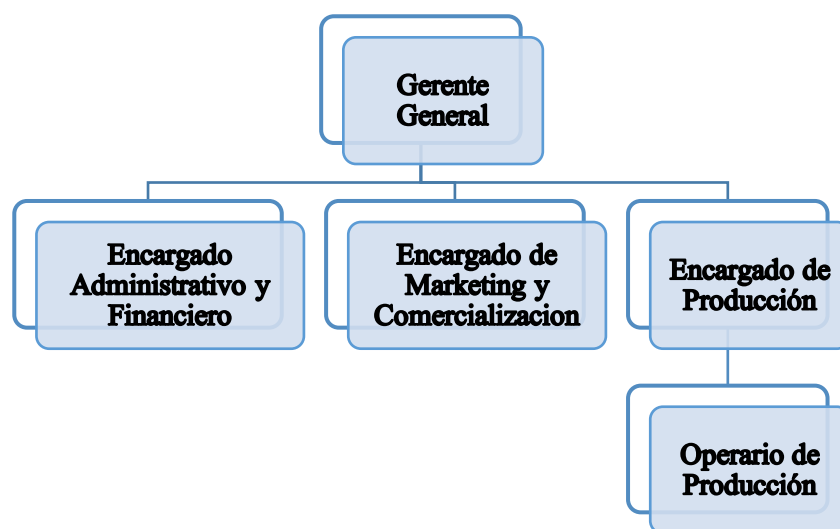 Gerente
General
Encargado
Administrativo y
Financiero
Encargado de
Marketing y
Comercializacion
Encargado de
Producción
Operario de
Producción